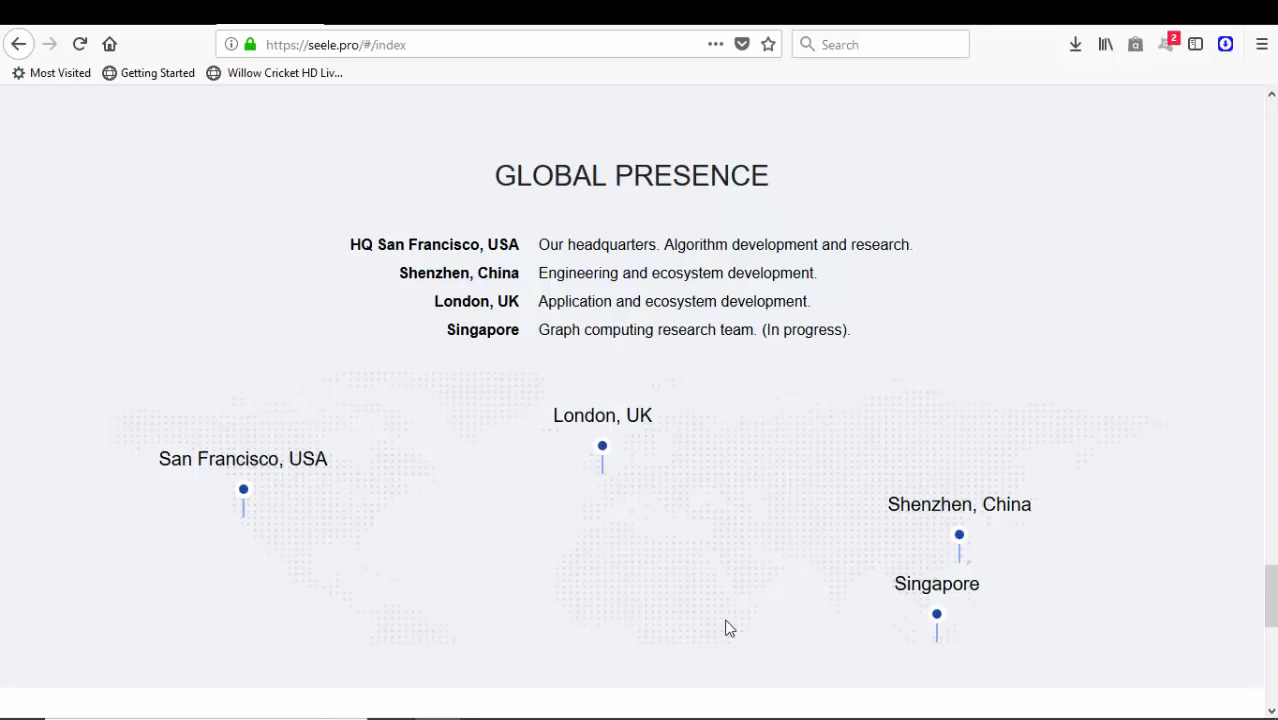 https://seele.pro/#/index
Search
2
Most Visited
Getting Started
Willow Cricket HD Liv...
GLOBAL PRESENCE
HQ San Francisco, USA Our headquarters. Algorithm development and research.
Shenzhen, China Engineering and ecosystem development.
London, UK Application and ecosystem development.
Singapore Graph computing research team. (In progress).
London, UK
San Francisco, USA
Shenzhen, China
Singapore